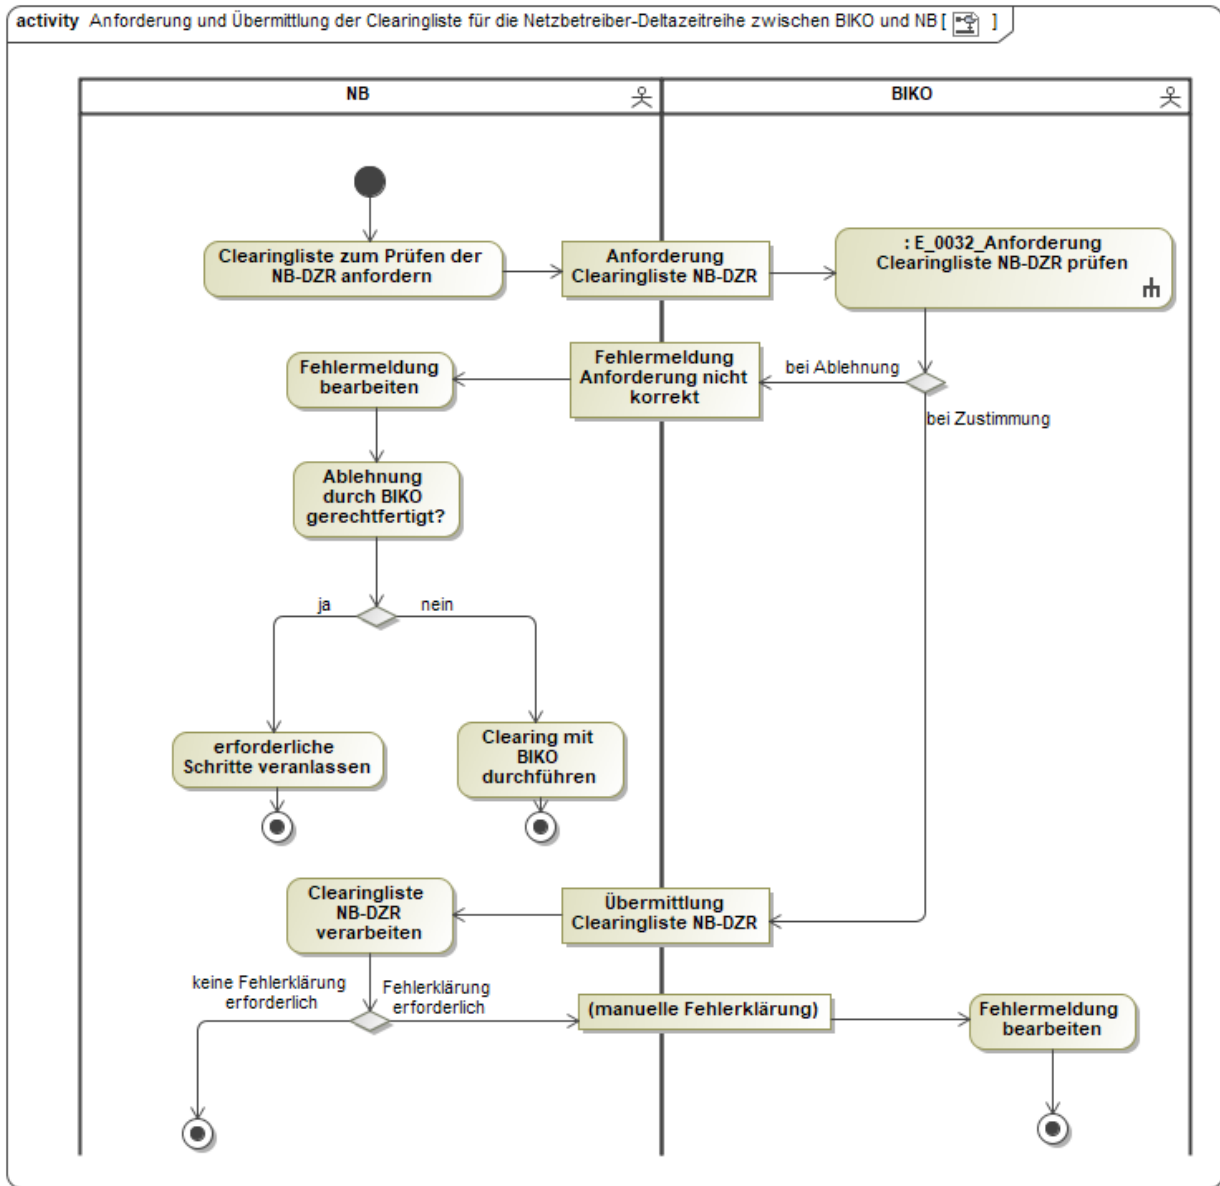 activity Anforderung und Übermittlung der Clearingliste für die Netzbetreiber-Deltazeitreihe zwischen BIKO und NB [ ]
NB
BIKO
Clearingliste zum Prüfen der
NB-DZR anfordern
Anforderung
Clearingliste NB-DZR
: E_0032_Anforderung
Clearingliste NB-DZR prüfen
Fehlermeldung
bearbeiten
Fehlermeldung
Anforderung nicht
korrekt
bei Ablehnung
bei Zustimmung
Ablehnung
durch BIKO
gerechtfertigt?
ja
nein
erforderliche
Schritte veranlassen
Clearing mit
BIKO
durchführen
Clearingliste
NB-DZR
verarbeiten
Übermittlung
Clearingliste NB-DZR
keine Fehlerklärung
erforderlich
Fehlerklärung
erforderlich
(manuelle Fehlerklärung)
Fehlermeldung
bearbeiten